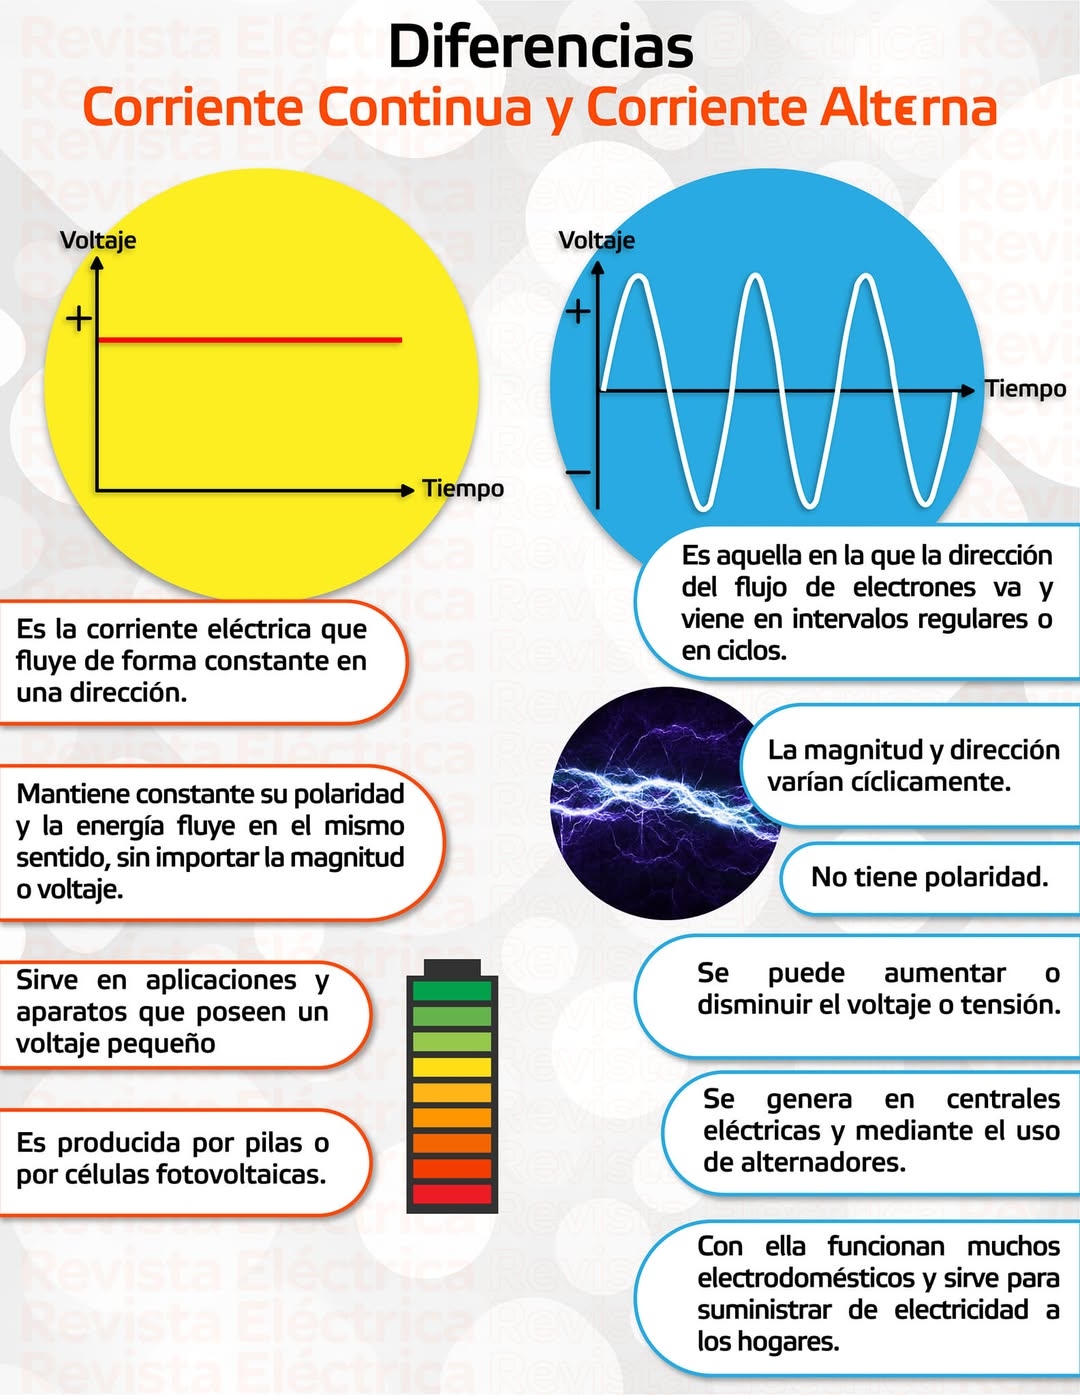 Diferencias
Corriente Continua y Corriente Alterna
Voltaje
+
Tiempo
Es la corriente eléctrica que
fluye de forma constante en
una dirección.
Mantiene constante su polaridad
y la energía fluye en el mismo
sentido, sin importar la magnitud
o voltaje.
Sirve en aplicaciones y
aparatos que poseen un
voltaje pequeño
Es producida por pilas o
por células fotovoltaicas.
Voltaje
+
Tiempo
−
Es aquella en la que la dirección
del flujo de electrones va y
viene en intervalos regulares o
en ciclos.
La magnitud y dirección
varían cíclicamente.
No tiene polaridad.
Se puede aumentar o
disminuir el voltaje o tensión.
Se genera en centrales
eléctricas y mediante el uso
de alternadores.
Con ella funcionan muchos
electrodomésticos y sirve para
suministrar de electricidad a
los hogares.
Revista Eléctrica